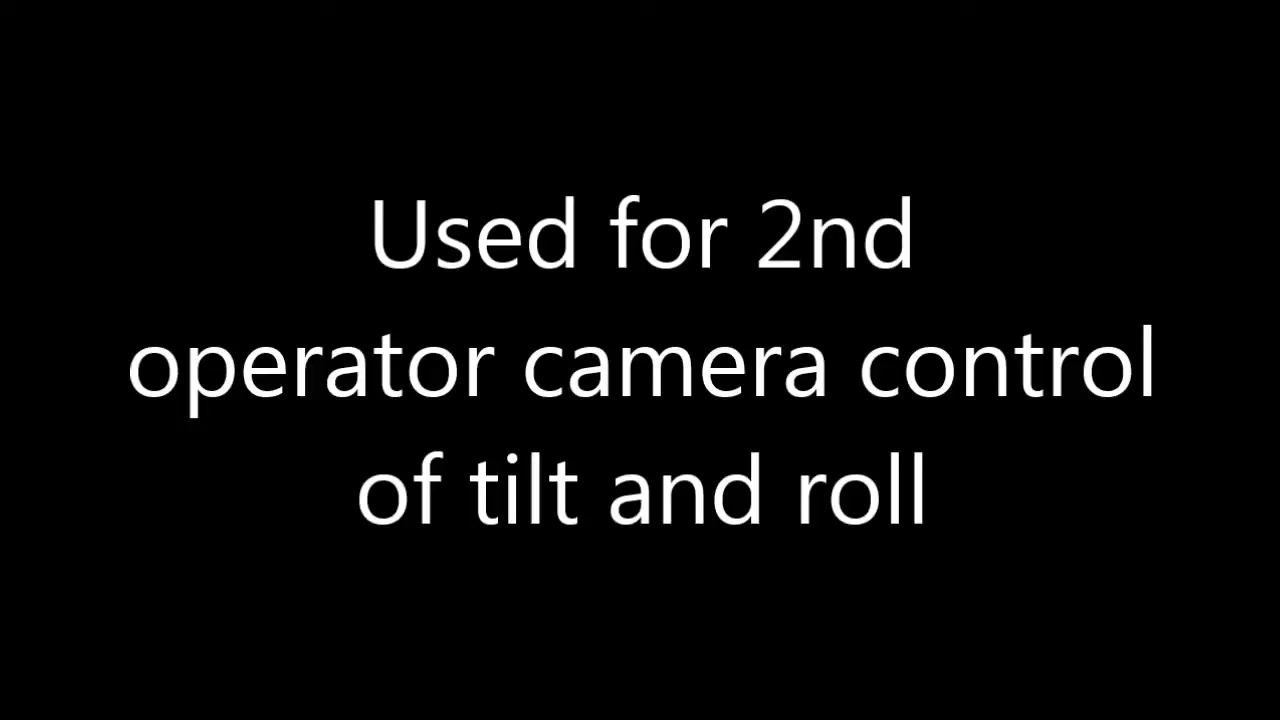 Used for 2nd
operator camera control
of tilt and roll